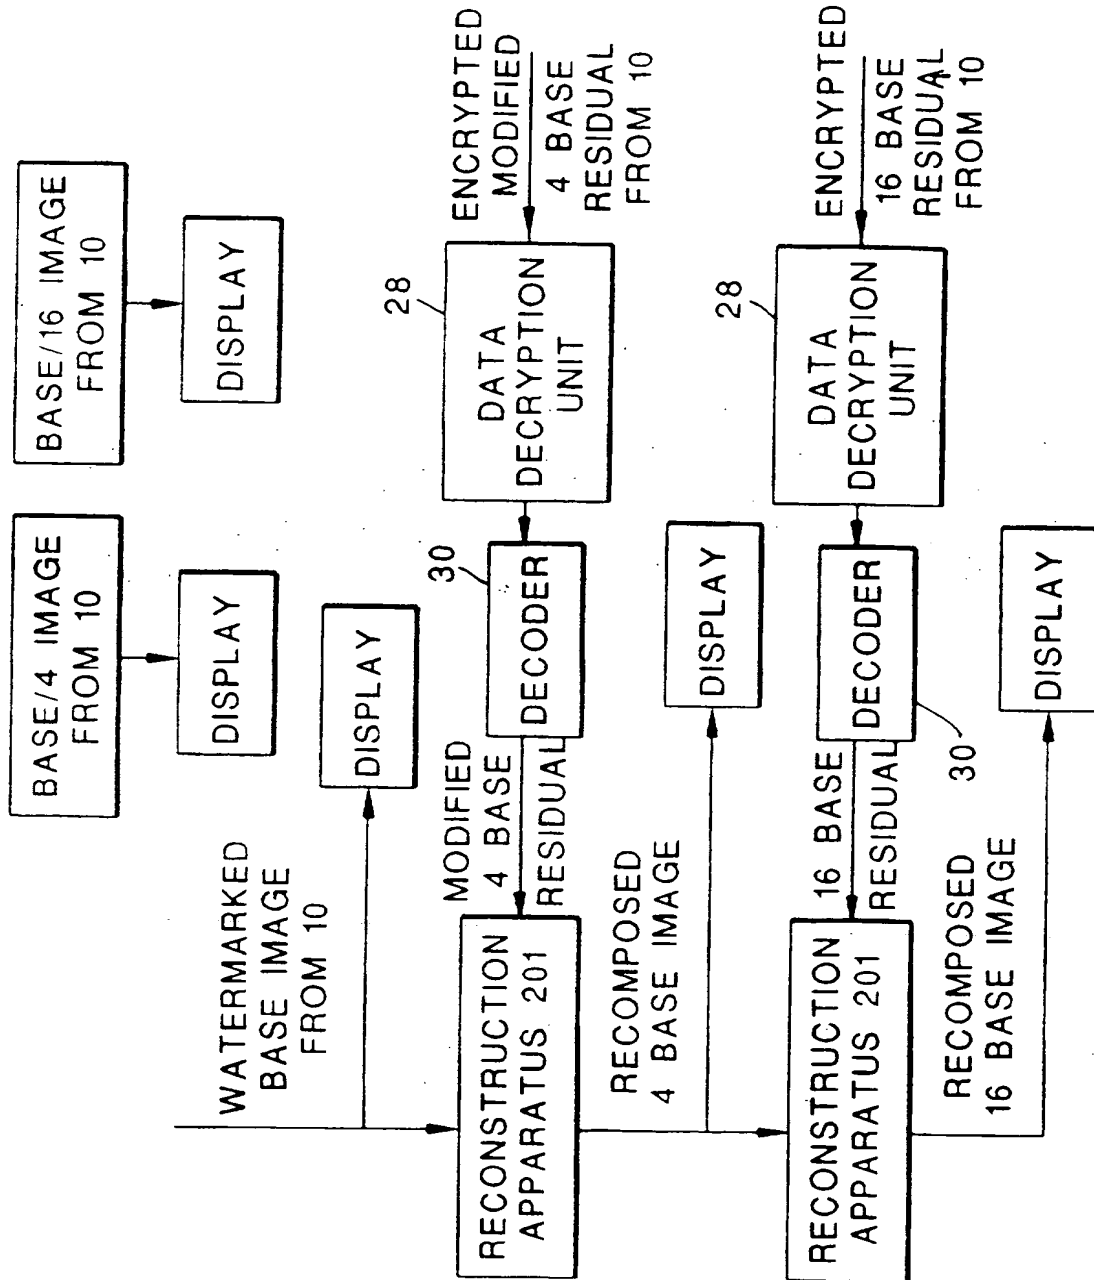 BASE/4 IMAGE
FROM 10
DISPLAY
BASE/16 IMAGE
FROM 10
DISPLAY
WATERMARKED
BASE IMAGE
FROM 10
DISPLAY
RECONSTRUCTION
APPARATUS 201
MODIFIED
4 BASE
RESIDUAL
30
DECODER
28
DATA
DECRYPTION
UNIT
ENCRYPTED
MODIFIED
4 BASE
RESIDUAL
FROM 10
RECOMPOSED
4 BASE IMAGE
DISPLAY
RECONSTRUCTION
APPARATUS 201
16 BASE
RESIDUAL
DECODER
30
28
DATA
DECRYPTION
UNIT
ENCRYPTED
16 BASE
RESIDUAL
FROM 10
RECOMPOSED
16 BASE IMAGE
DISPLAY